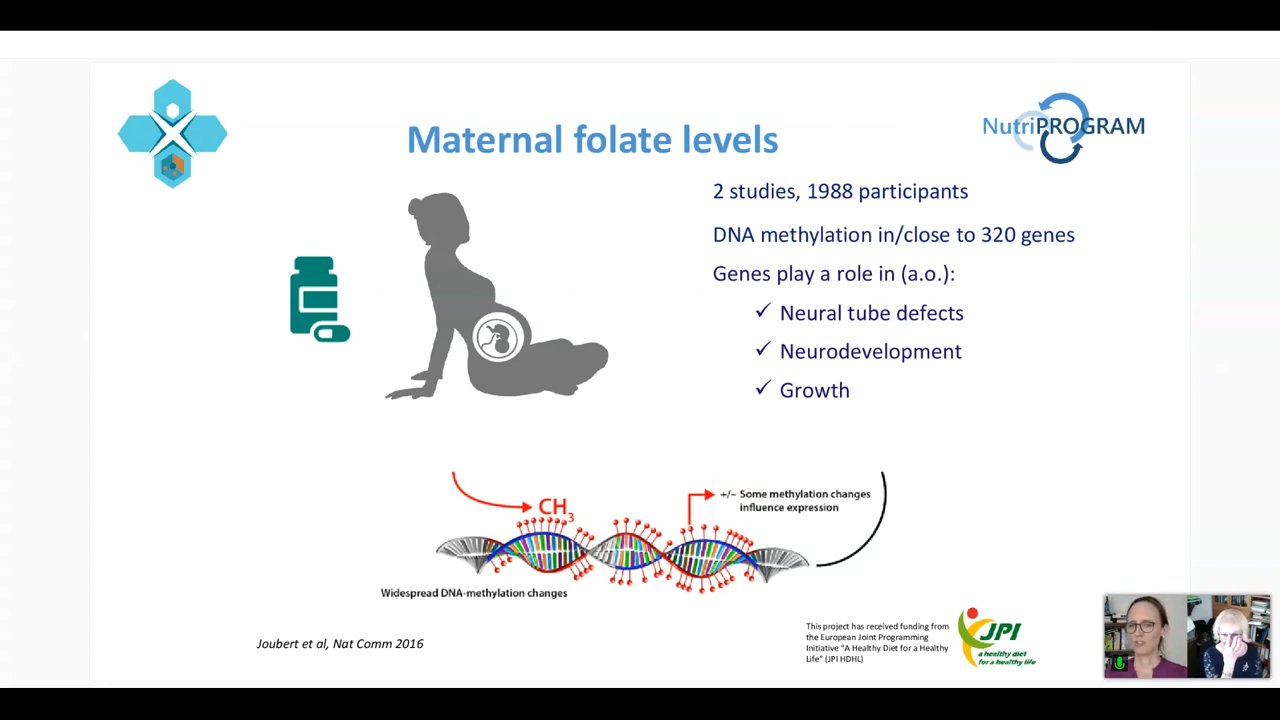 Maternal folate levels
NutriPROGRAM
2 studies, 1988 participants
DNA methylation in/close to 320 genes
Genes play a role in (a.o.):
✓ Neural tube defects
✓ Neurodevelopment
✓ Growth
CH3
+/− Some methylation changes
influence expression
Widespread DNA-methylation changes
Joubert et al, Nat Comm 2016
This project has received funding from
the European Joint Programming
Initiative “A Healthy Diet for a Healthy
Life” (JPI HDHL)
JPI
a healthy diet
for a healthy life